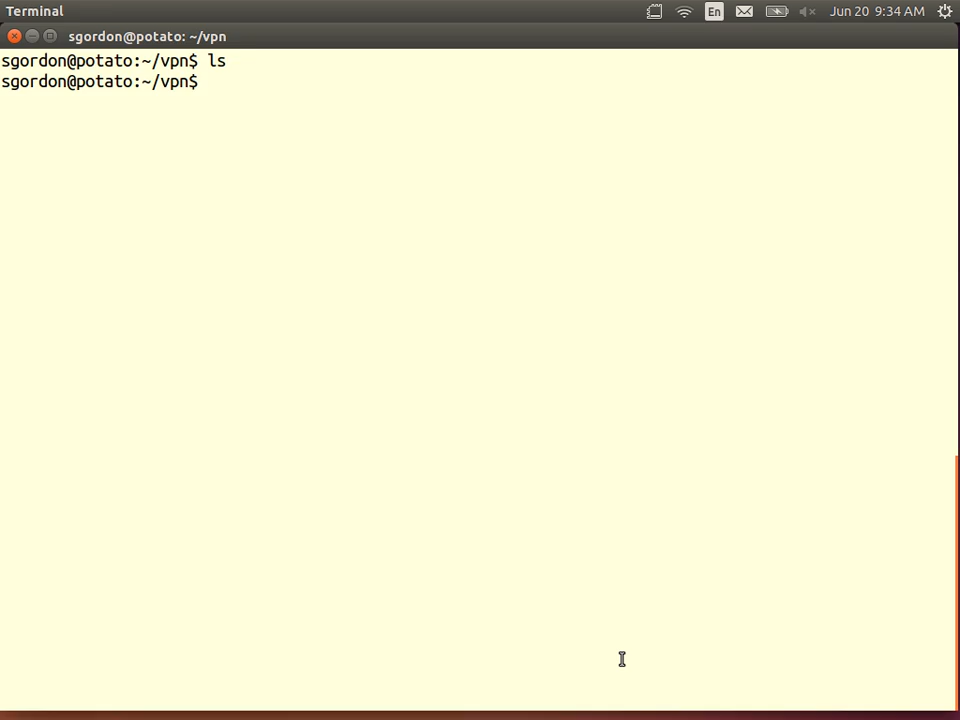 Terminal
En
Jun 20 9:34 AM
sgordon@potato: ~/vpn
sgordon@potato:~/vpn$ ls
sgordon@potato:~/vpn$